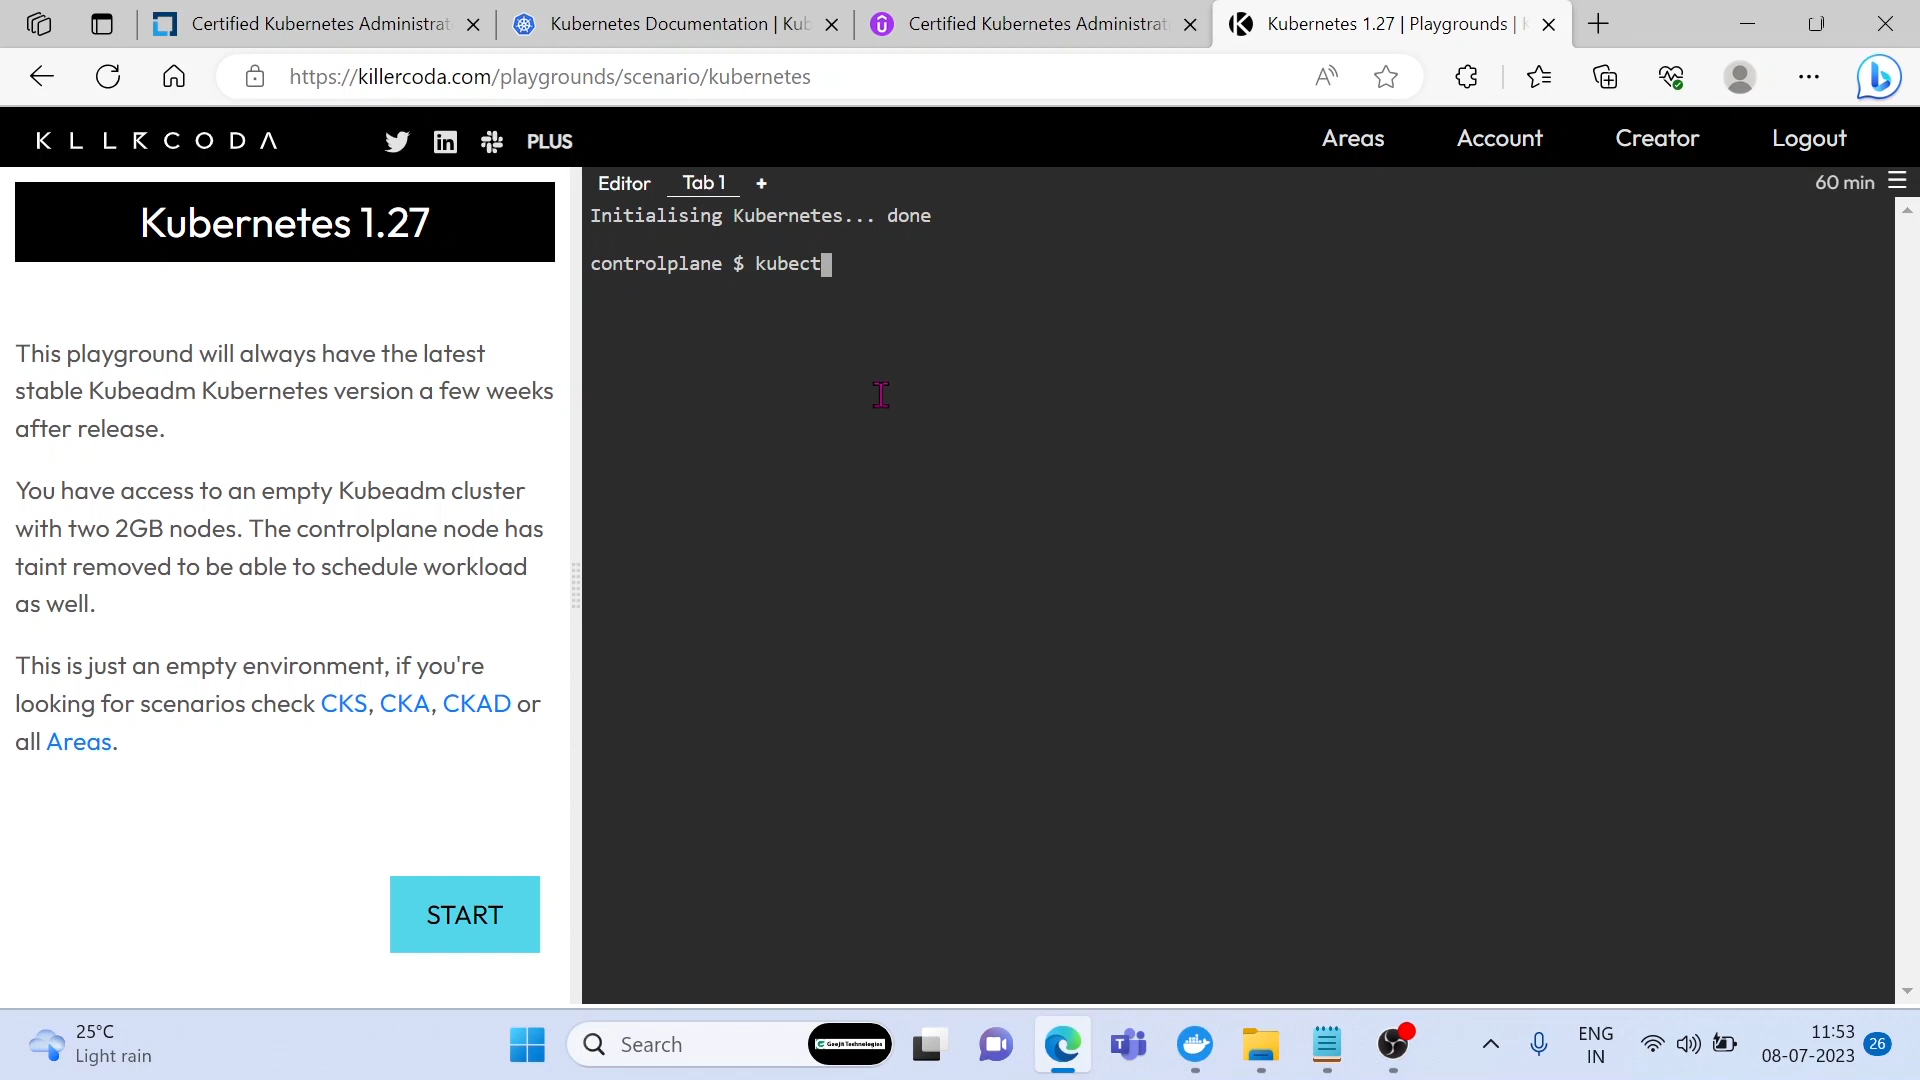 Certified Kubernetes Administrat
Kubernetes Documentation | Kub
Certified Kubernetes Administrat
Kubernetes 1.27 | Playgrounds | K
https://killercoda.com/playgrounds/scenario/kubernetes
KLLRCODA
PLUS
Areas
Account
Creator
Logout
Kubernetes 1.27
This playground will always have the latest
stable Kubeadm Kubernetes version a few weeks
after release.
You have access to an empty Kubeadm cluster
with two 2GB nodes. The controlplane node has
taint removed to be able to schedule workload
as well.
This is just an empty environment, if you're
looking for scenarios check CKS, CKA, CKAD or
all Areas.
START
Editor
Tab 1
+
60 min
Initialising Kubernetes... done
controlplane $ kubect
25°C
Light rain
Search
Geojit Technologies
ENG
IN
11:53
08-07-2023
26